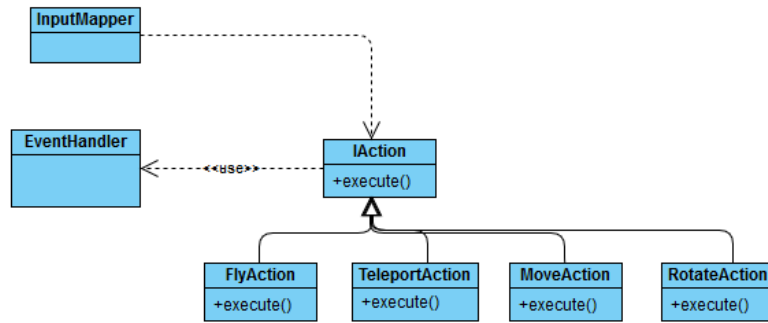 InputMapper
EventHandler
<<use>>
IAction
+execute()
FlyAction
+execute()
TeleportAction
+execute()
MoveAction
+execute()
RotateAction
+execute()